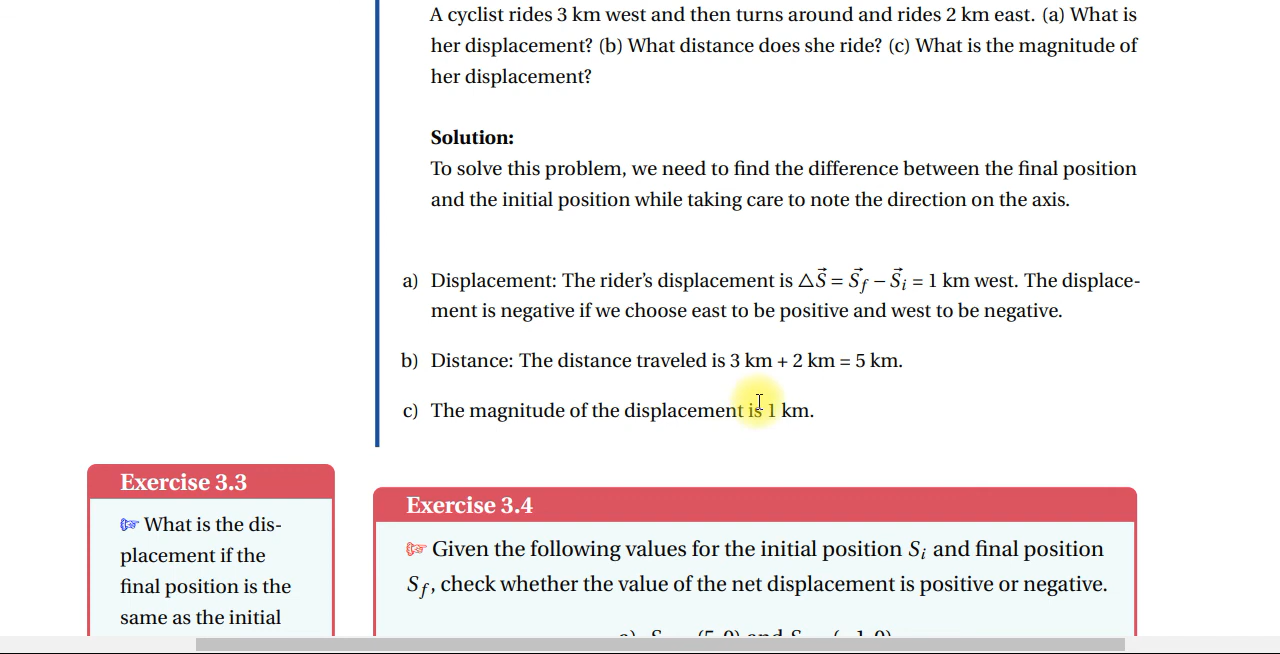 A cyclist rides 3 km west and then turns around and rides 2 km east. (a) What is
her displacement? (b) What distance does she ride? (c) What is the magnitude of
her displacement?
Solution:
To solve this problem, we need to find the difference between the final position
and the initial position while taking care to note the direction on the axis.
a) Displacement: The rider's displacement is △S⃗ = S⃗f − S⃗i = 1 km west. The displace-
ment is negative if we choose east to be positive and west to be negative.
b) Distance: The distance traveled is 3 km + 2 km = 5 km.
c) The magnitude of the displacement is 1 km.
Exercise 3.3
☞ What is the dis-
placement if the
final position is the
same as the initial
Exercise 3.4
☞ Given the following values for the initial position Si and final position
Sf, check whether the value of the net displacement is positive or negative.